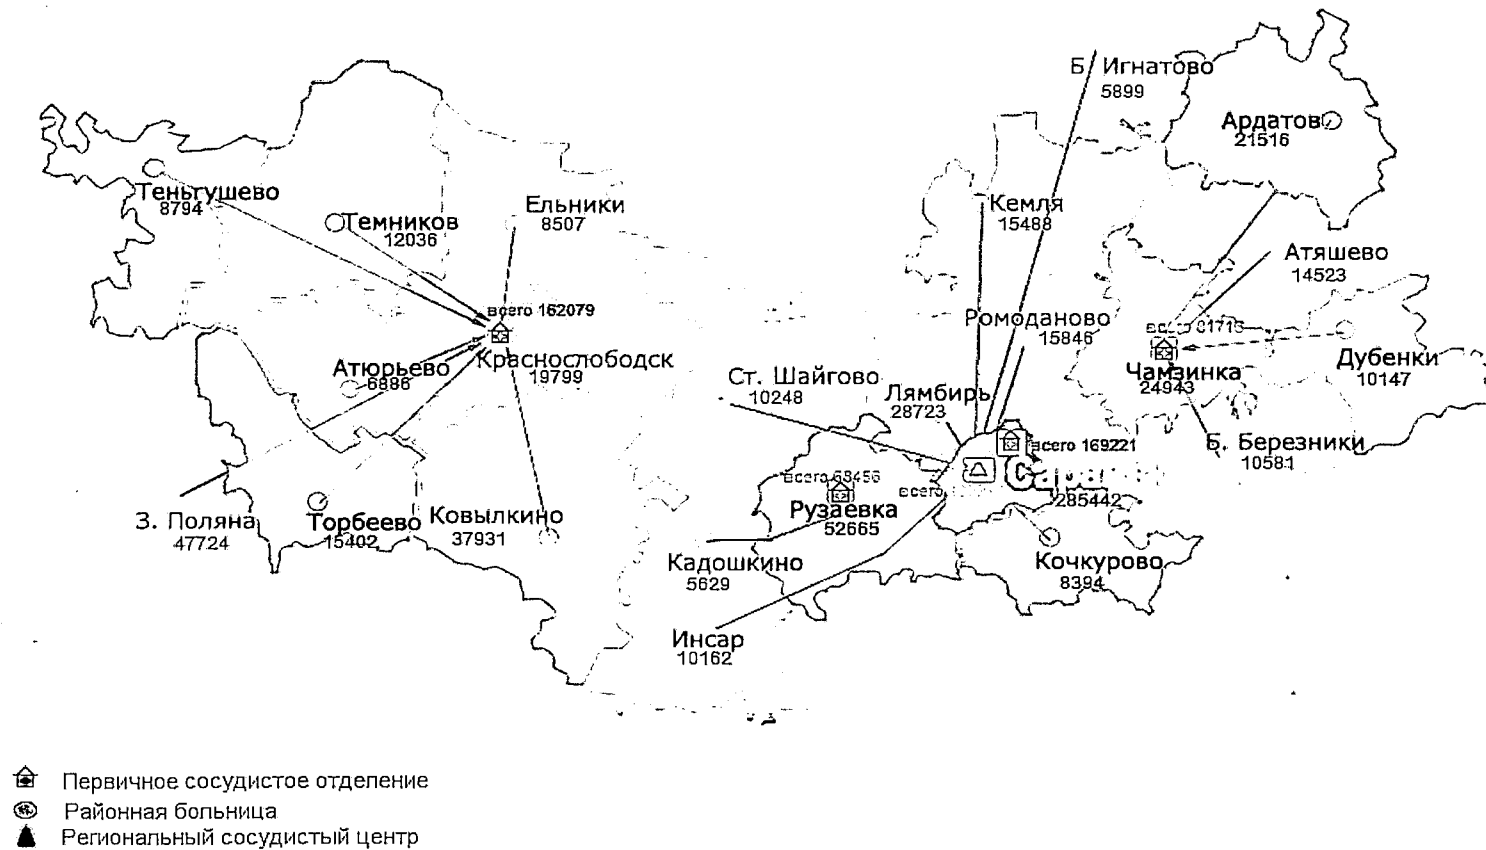 Б. Игнатово
5899
Ардатов
21516
Теньгушево
8794
Темников
12036
Ельники
8507
Кемля
15488
Атяшево
14523
всего 162079
Краснослободск
19799
Атюрьево
6886
Ромоданово
15846
всего
Чамзинка
24943
Дубенки
10147
Ст. Шайгово
10248
Лямбирь
28723
Б. Березники
10581
всего 169221
285442
всего 68456
Рузаевка
52665
всего
З. Поляна
47724
Торбеево
15402
Ковылкино
37931
Кадошкино
5629
Кочкурово
8394
Инсар
10162
Первичное сосудистое отделение
Районная больница
Региональный сосудистый центр